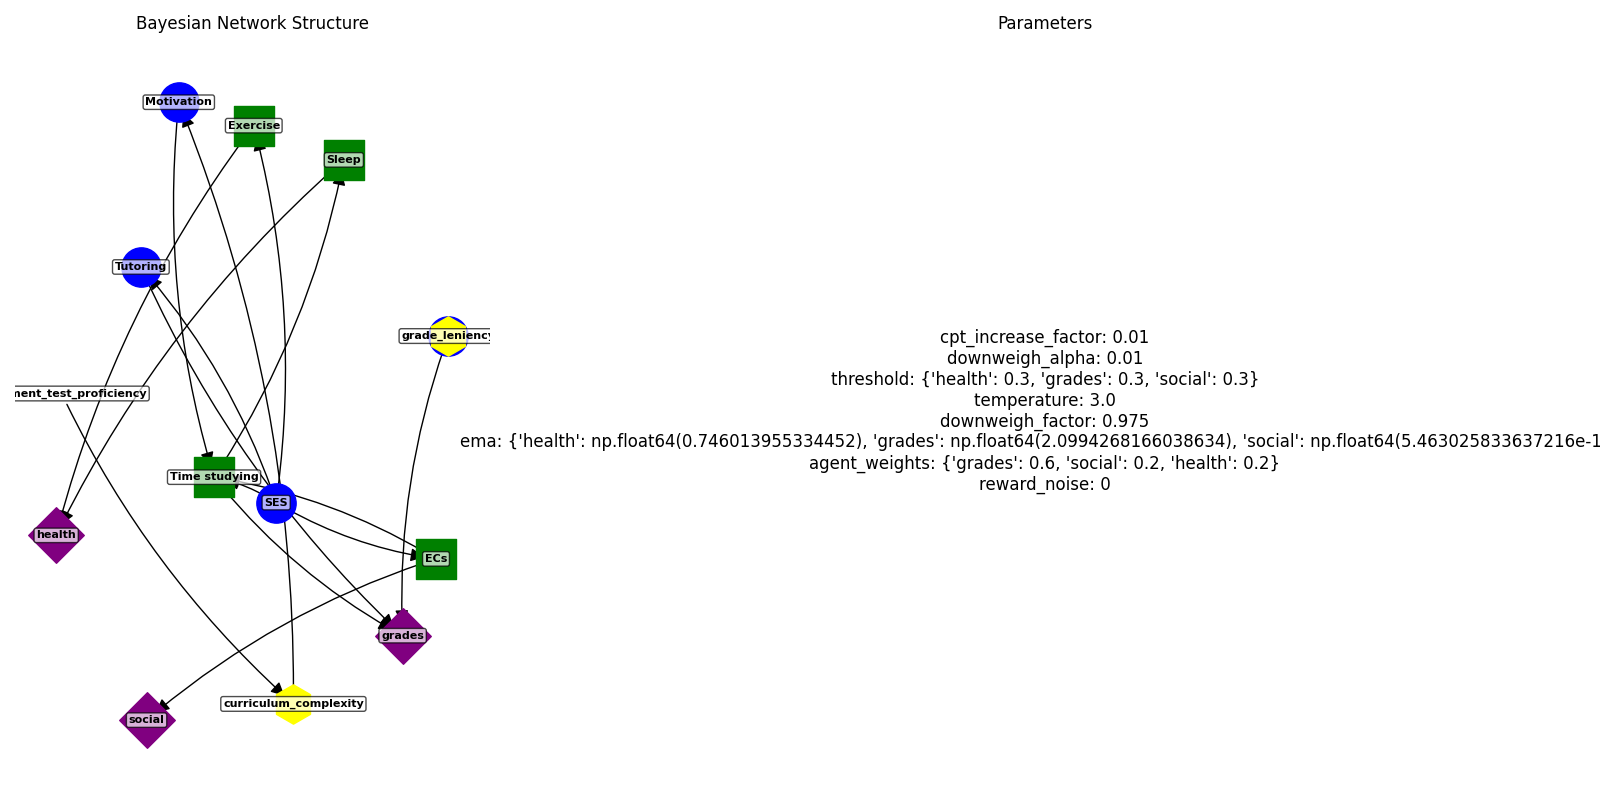 Bayesian Network Structure
Parameters
Motivation
Exercise
Sleep
Tutoring
grade_leniency
ment_test_proficiency
Time studying
SES
health
ECs
grades
curriculum_complexity
social
cpt_increase_factor: 0.01
downweigh_alpha: 0.01
threshold: {'health': 0.3, 'grades': 0.3, 'social': 0.3}
temperature: 3.0
downweigh_factor: 0.975
ema: {'health': np.float64(0.746013955334452), 'grades': np.float64(2.0994268166038634), 'social': np.float64(5.463025833637216e-1
agent_weights: {'grades': 0.6, 'social': 0.2, 'health': 0.2}
reward_noise: 0